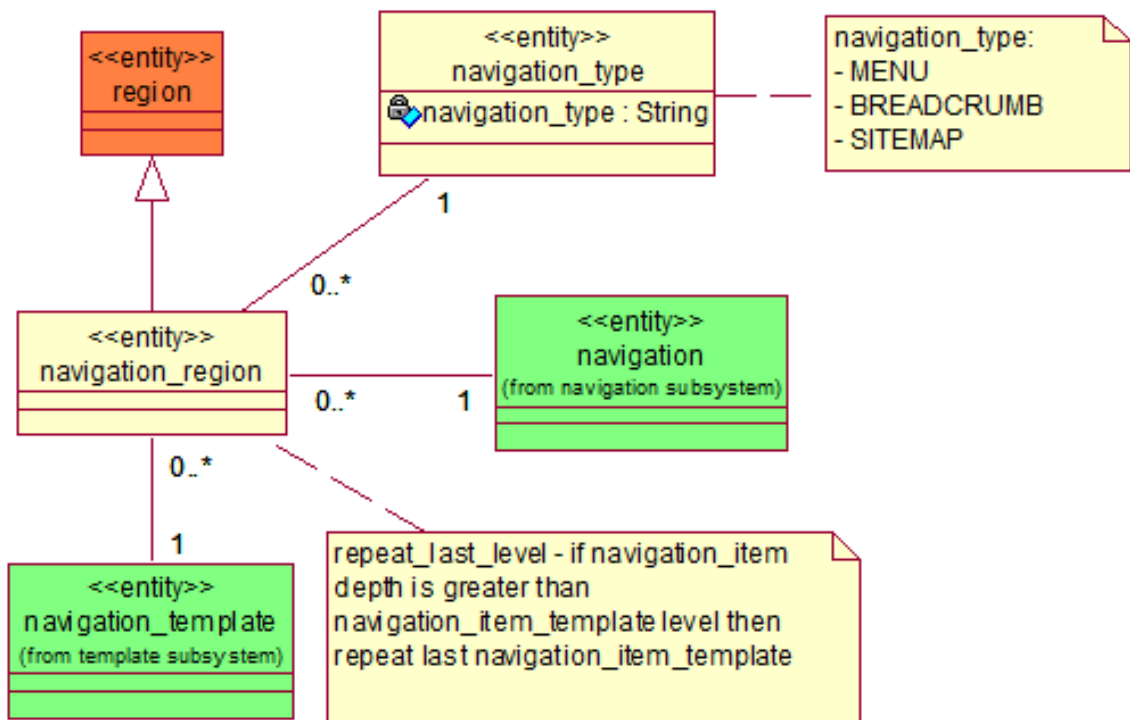 <<entity>>
region
<<entity>>
navigation_type
navigation_type : String
navigation_type:
- MENU
- BREADCRUMB
- SITEMAP
1
0..*
<<entity>>
navigation_region
<<entity>>
navigation
(from navigation subsystem)
0..*
1
0..*
1
<<entity>>
navigation_template
(from template subsystem)
repeat_last_level - if navigation_item
depth is greater than
navigation_item_template level then
repeat last navigation_item_template